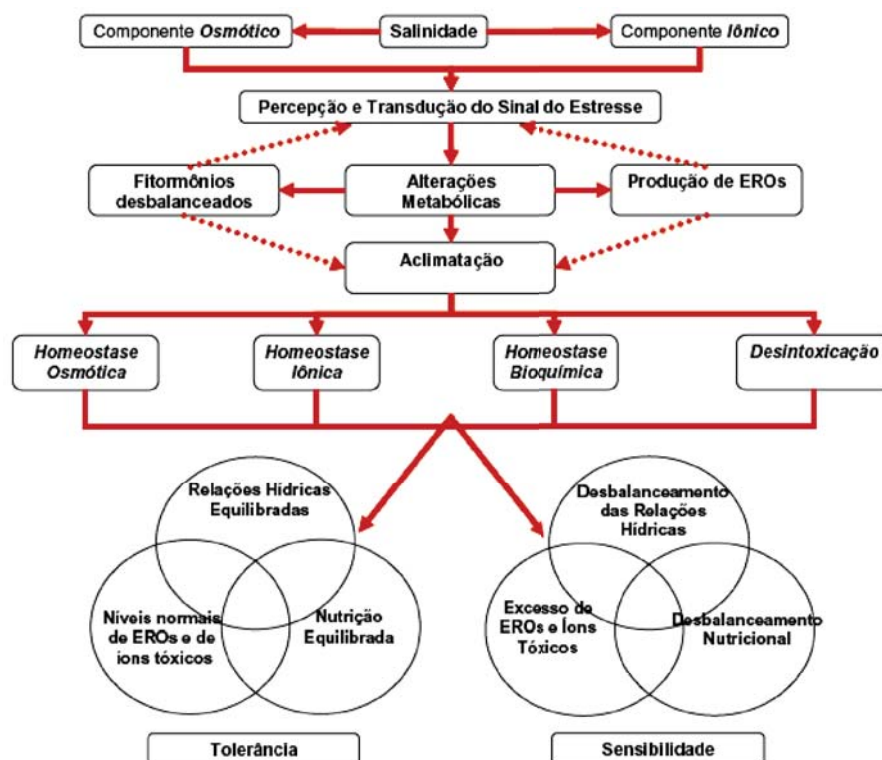 Componente Osmótico
Salinidade
Componente Iônico
Percepção e Transdução do Sinal do Estresse
Fitormônios
desbalanceados
Alterações
Metabólicas
Produção de EROs
Aclimatação
Homeostase
Osmótica
Homeostase
Iônica
Homeostase
Bioquímica
Desintoxicação
Relações Hídricas
Equilibradas
Níveis normais
de EROs e de
íons tóxicos
Nutrição
Equilibrada
Desbalanceamento
das Relações
Hídricas
Excesso de
EROs e Íons
Tóxicos
Desbalanceamento
Nutricional
Tolerância
Sensibilidade